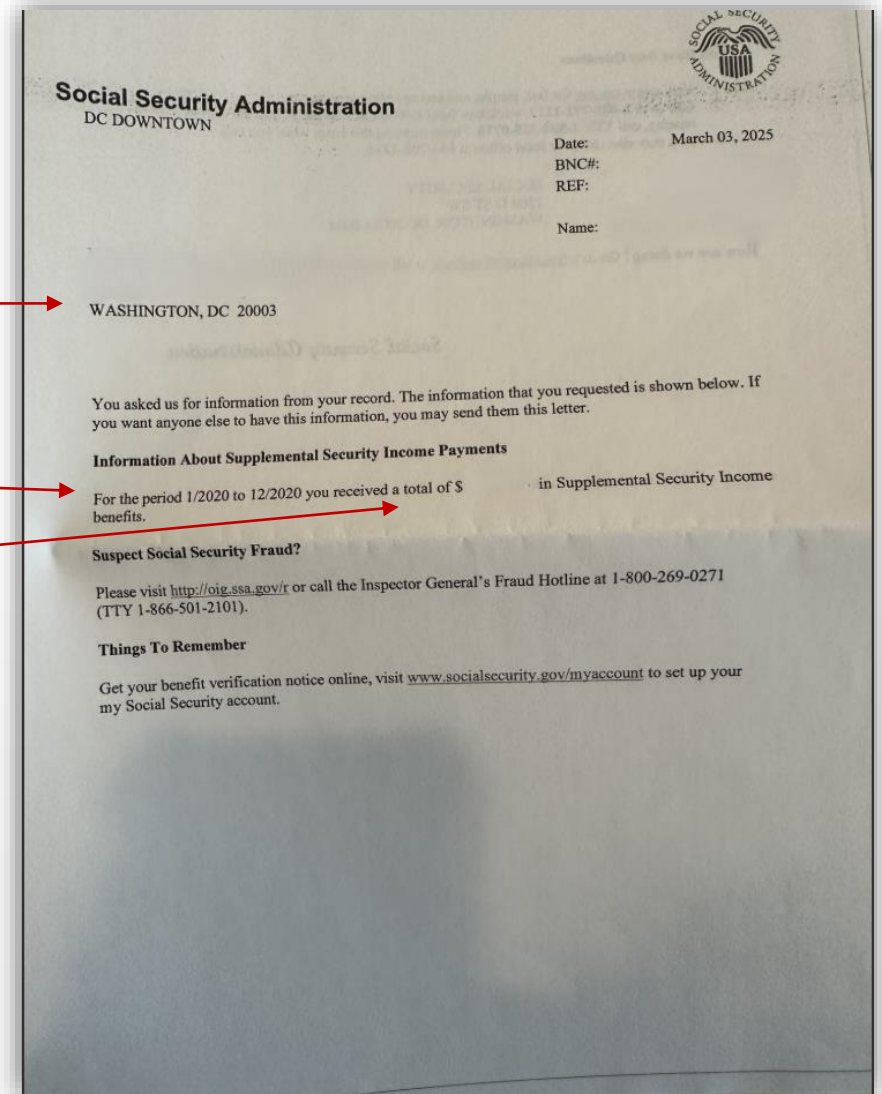 SOCIAL SECURITY ADMINISTRATION
USA
Social Security Administration
DC DOWNTOWN
Date: March 03, 2025
BNC#:
REF:
Name:
WASHINGTON, DC 20003
You asked us for information from your record. The information that you requested is shown below. If
you want anyone else to have this information, you may send them this letter.
Information About Supplemental Security Income Payments
For the period 1/2020 to 12/2020 you received a total of $ in Supplemental Security Income
benefits.
Suspect Social Security Fraud?
Please visit http://oig.ssa.gov/r or call the Inspector General's Fraud Hotline at 1-800-269-0271
(TTY 1-866-501-2101).
Things To Remember
Get your benefit verification notice online, visit www.socialsecurity.gov/myaccount to set up your
my Social Security account.